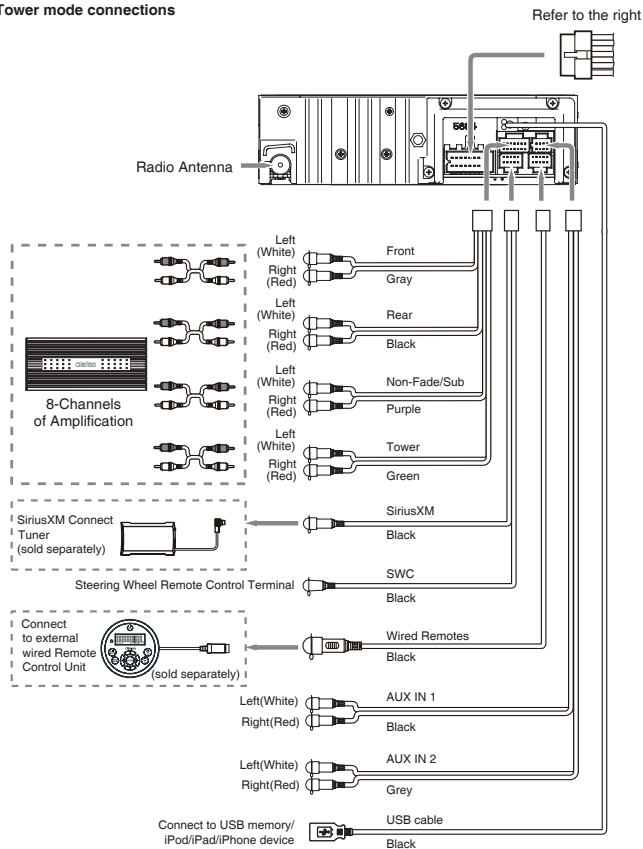 Tower mode connections
Refer to the right
Radio Antenna
Left
(White)
Front
Right
(Red)
Gray
Left
(White)
Rear
Right
(Red)
Black
Left
(White)
Non-Fade/Sub
Right
(Red)
Purple
Left
(White)
Tower
Right
(Red)
Green
clarion
8-Channels
of Amplification
SiriusXM Connect
Tuner
(sold separately)
SiriusXM
Black
Steering Wheel Remote Control Terminal
SWC
Black
Connect
to external
wired Remote
Control Unit
(sold separately)
Wired Remotes
Black
Left(White)
AUX IN 1
Right(Red)
Black
Left(White)
AUX IN 2
Right(Red)
Grey
Connect to USB memory/
iPod/iPad/iPhone device
USB cable
Black